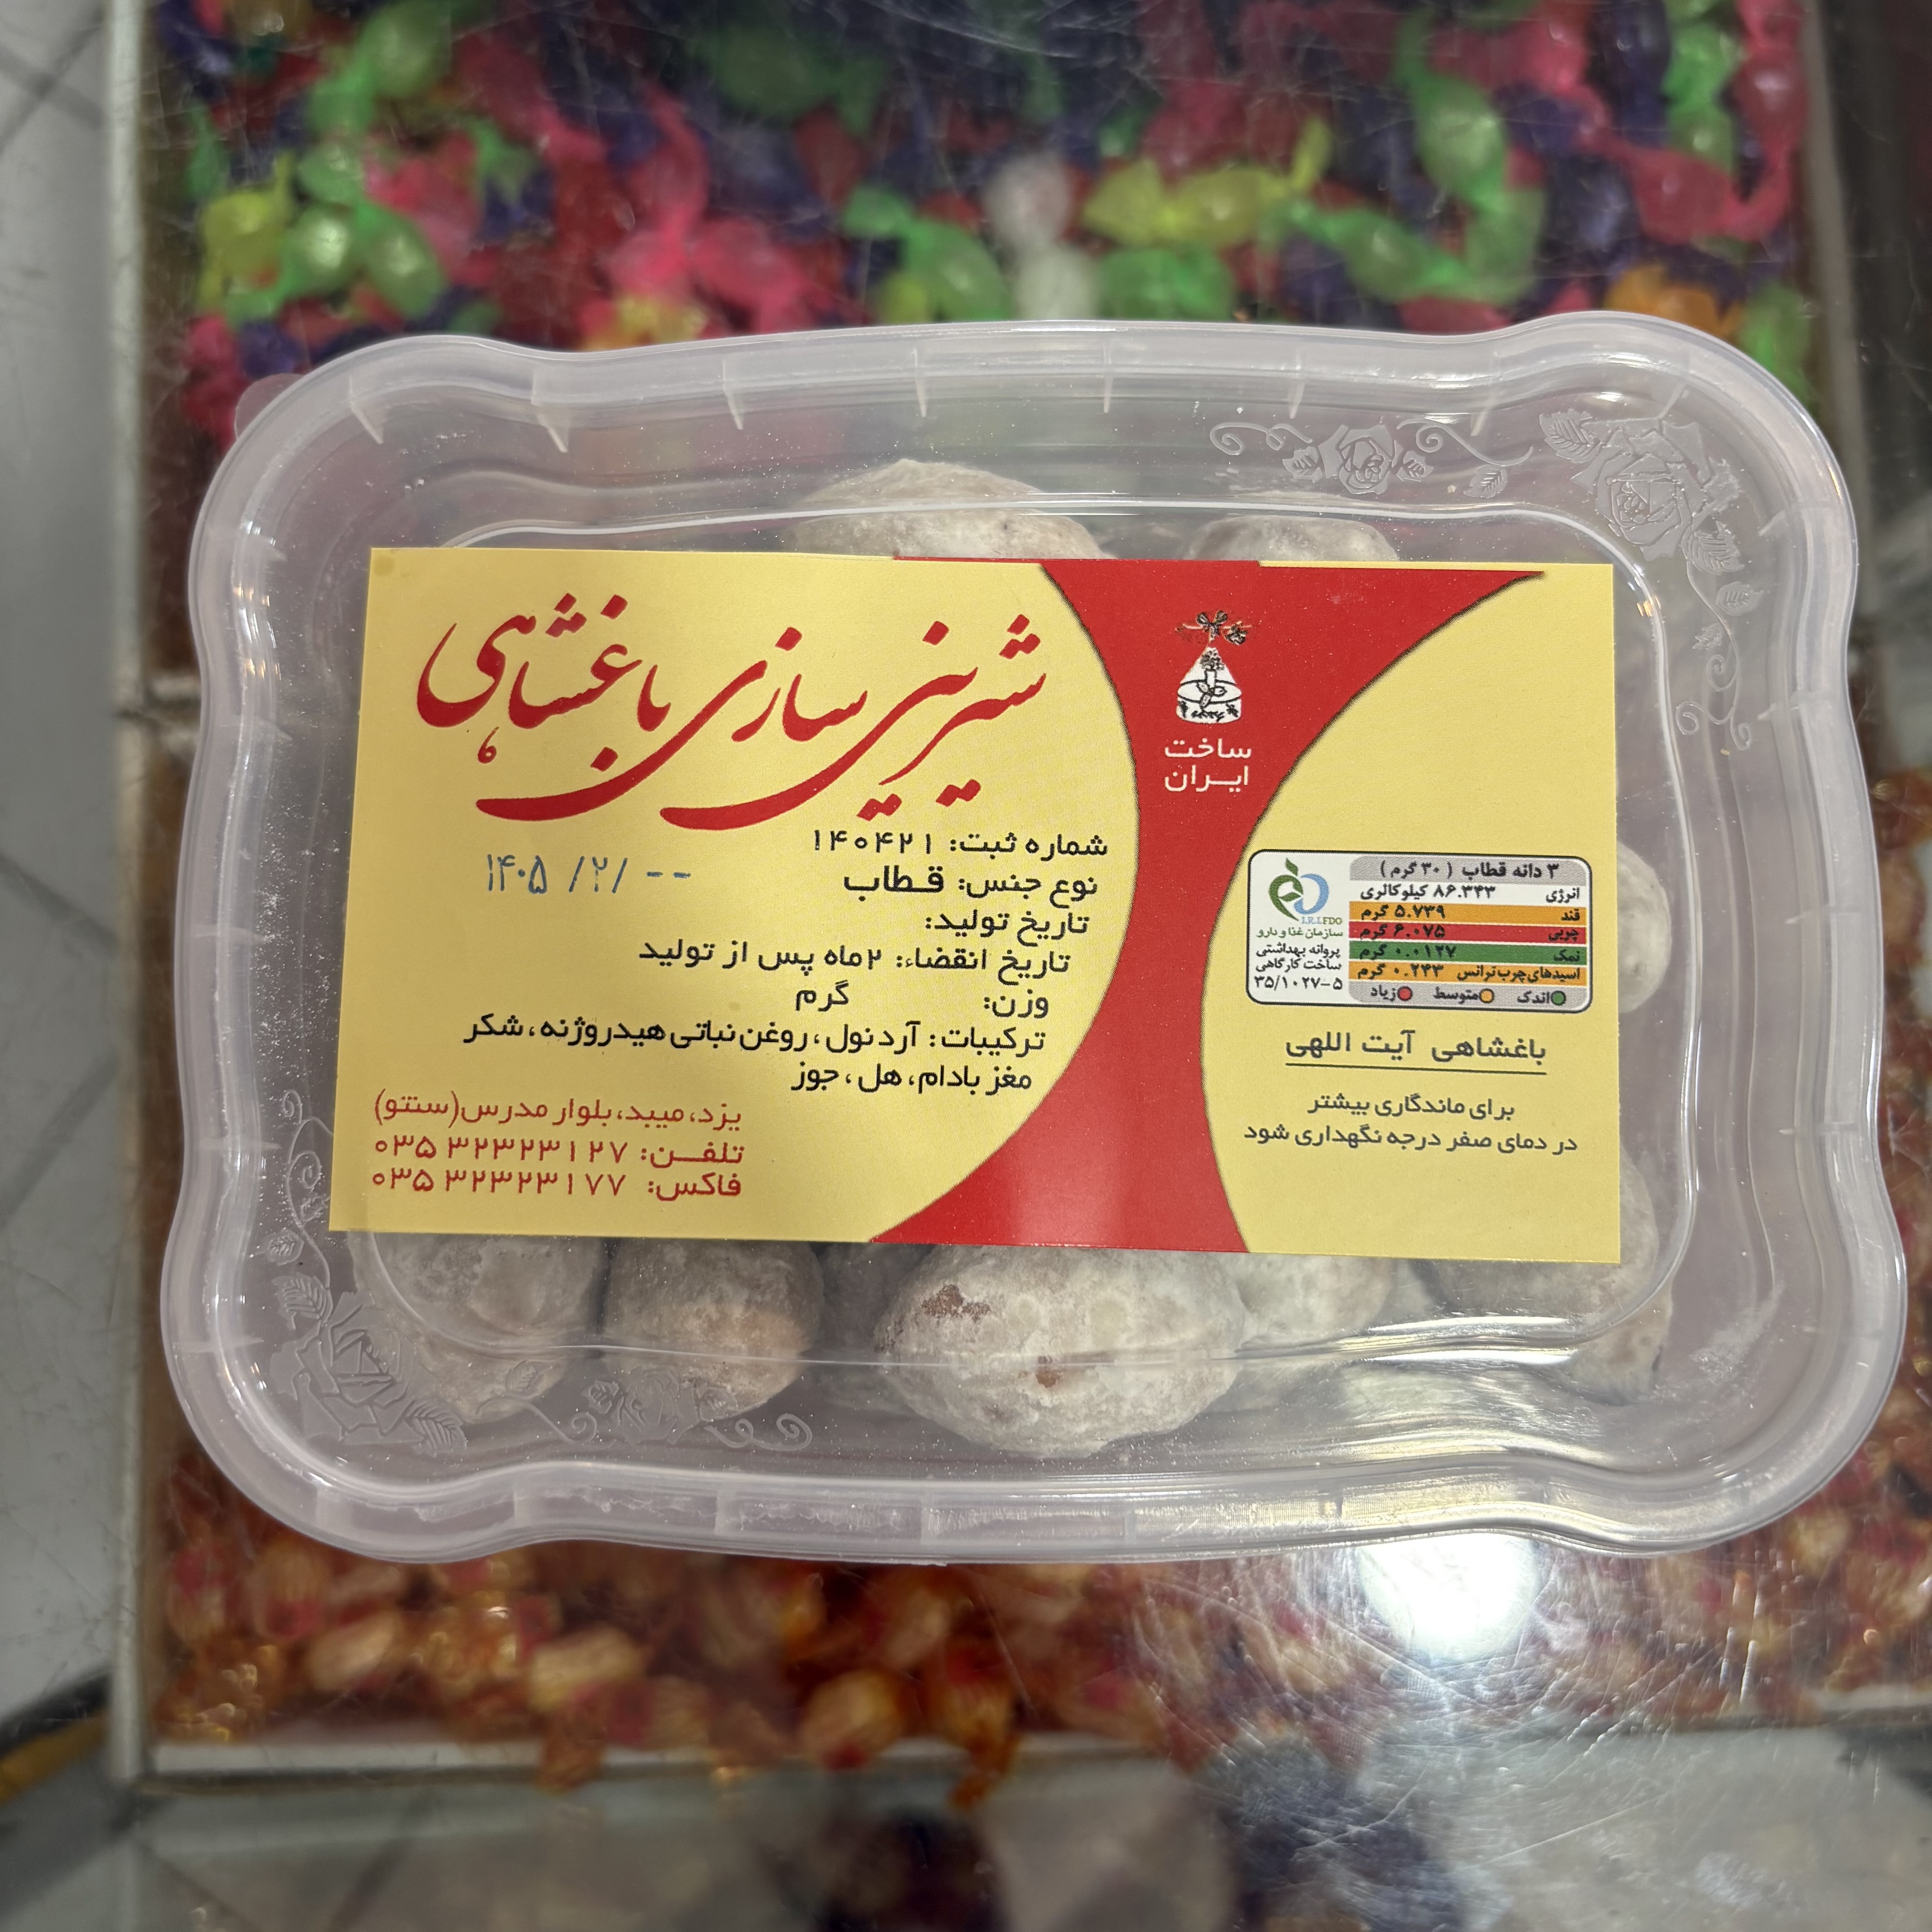 شیرینی سازی باغشاهی
شماره ثبت: ۱۴۰۴۲۱
نوع جنس: قطاب
۱۴۰۵ /۲/ --
تاریخ تولید:
تاریخ انقضاء: ۲ماه پس از تولید
وزن: گرم
ترکیبات: آرد نول، روغن نباتی هیدروژنه، شکر
مغز بادام، هل، جوز
یزد، میبد، بلوار مدرس(سنتو)
تلفن: ۰۳۵ ۳۲۳۲۳۱۲۷
فاکس: ۰۳۵ ۳۲۳۲۳۱۷۷
ساخت
ایران
۳ دانه قطاب ( ۳۰ گرم )
انرژی ۸۶.۳۴۳ کیلوکالری
قند ۵.۷۳۹ گرم
چربی ۶.۰۷۵ گرم
نمک ۰.۰۱۲۷ گرم
اسیدهای چرب ترانس ۰.۲۴۳ گرم
اندک متوسط زیاد
I.R.I.FDO
سازمان غذا و دارو
پروانه بهداشتی
ساخت کارگاهی
۳۵/۱۰۲۷-۵
باغشاهی آیت اللهی
برای ماندگاری بیشتر
در دمای صفر درجه نگهداری شود